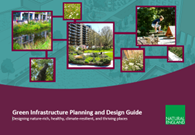 Green Infrastructure Planning and Design Guide
Designing nature-rich, healthy, climate resilient, and thriving places
NATURAL
ENGLAND